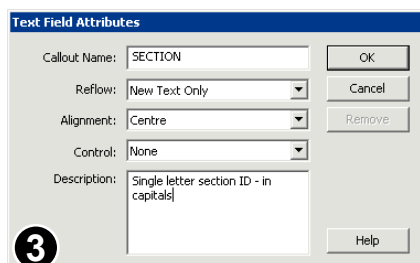 Text Field Attributes
Callout Name: SECTION OK
Reflow: New Text Only Cancel
Alignment: Centre Remove
Control: None
Description: Single letter section ID - in
capitals
3 Help